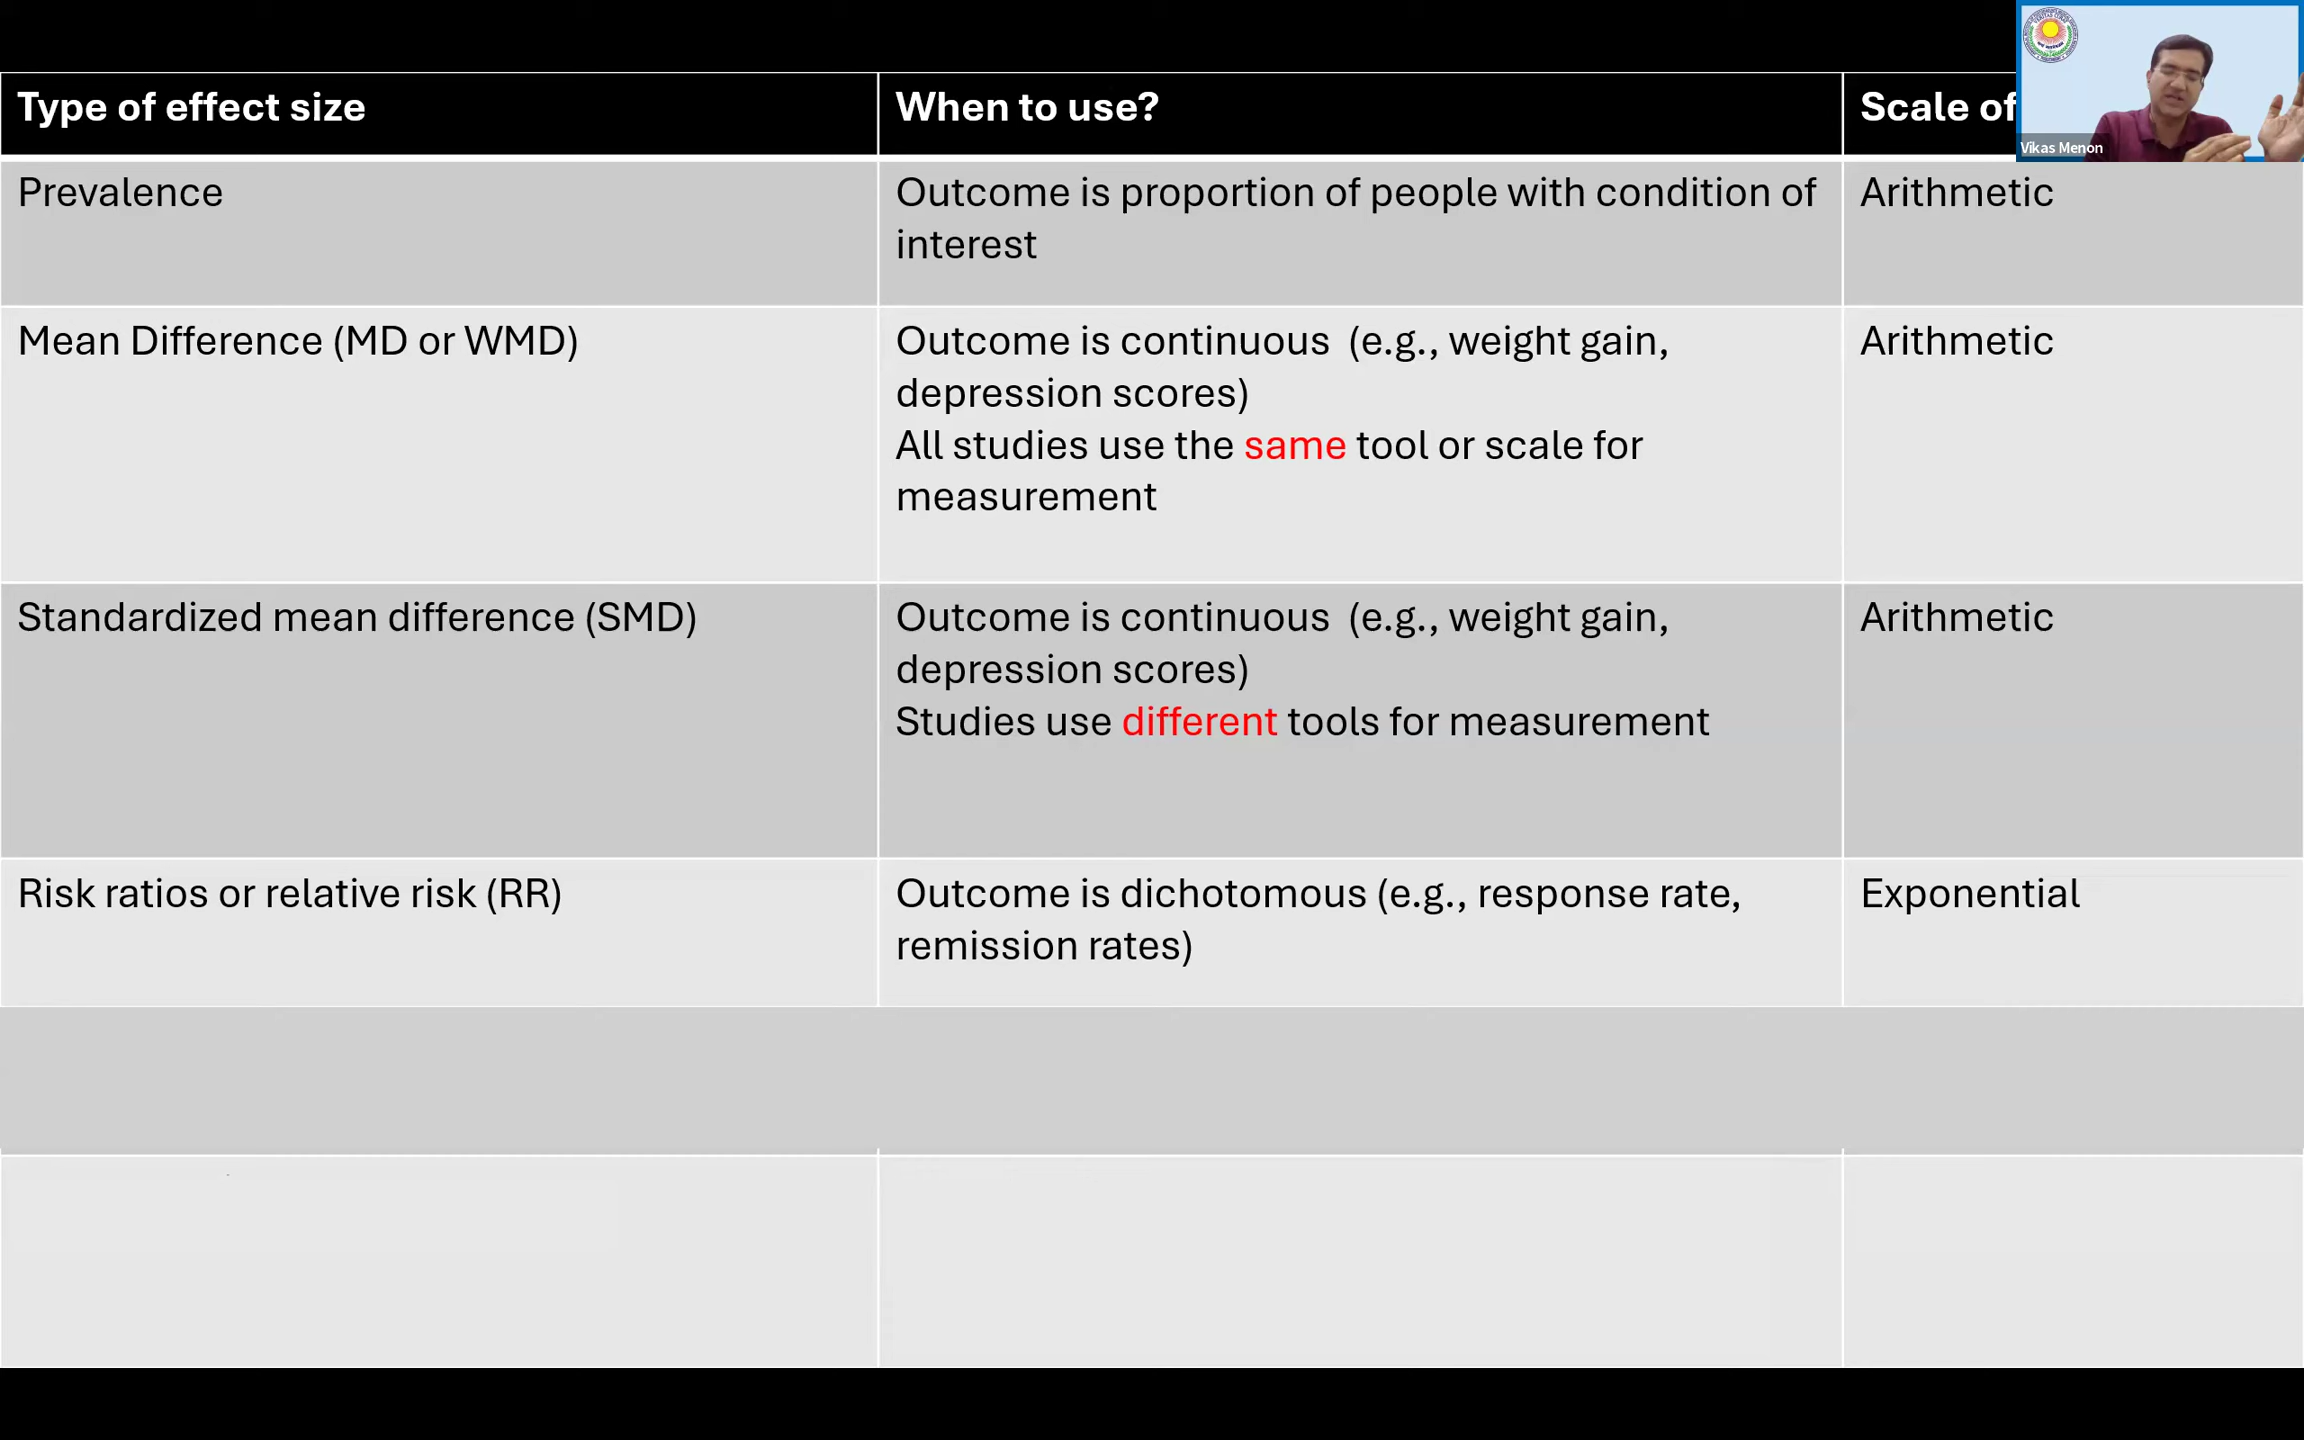 Type of effect size
When to use?
Scale of
Vikas Menon
Prevalence
Outcome is proportion of people with condition of
interest
Arithmetic
Mean Difference (MD or WMD)
Outcome is continuous  (e.g., weight gain,
depression scores)
All studies use the same tool or scale for
measurement
Arithmetic
Standardized mean difference (SMD)
Outcome is continuous  (e.g., weight gain,
depression scores)
Studies use different tools for measurement
Arithmetic
Risk ratios or relative risk (RR)
Outcome is dichotomous (e.g., response rate,
remission rates)
Exponential